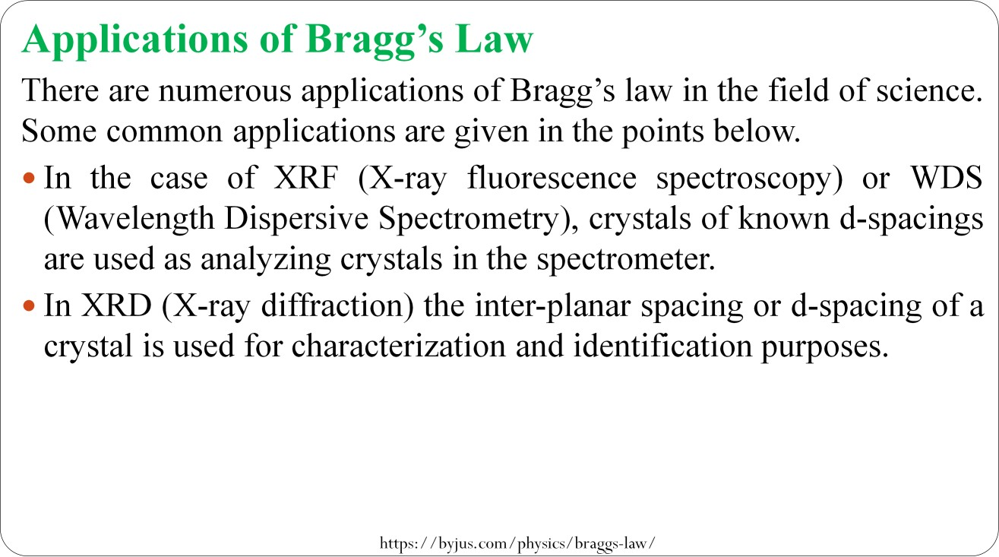 Applications of Bragg’s Law
There are numerous applications of Bragg’s law in the field of science.
Some common applications are given in the points below.
• In the case of XRF (X-ray fluorescence spectroscopy) or WDS
(Wavelength Dispersive Spectrometry), crystals of known d-spacings
are used as analyzing crystals in the spectrometer.
• In XRD (X-ray diffraction) the inter-planar spacing or d-spacing of a
crystal is used for characterization and identification purposes.
https://byjus.com/physics/braggs-law/